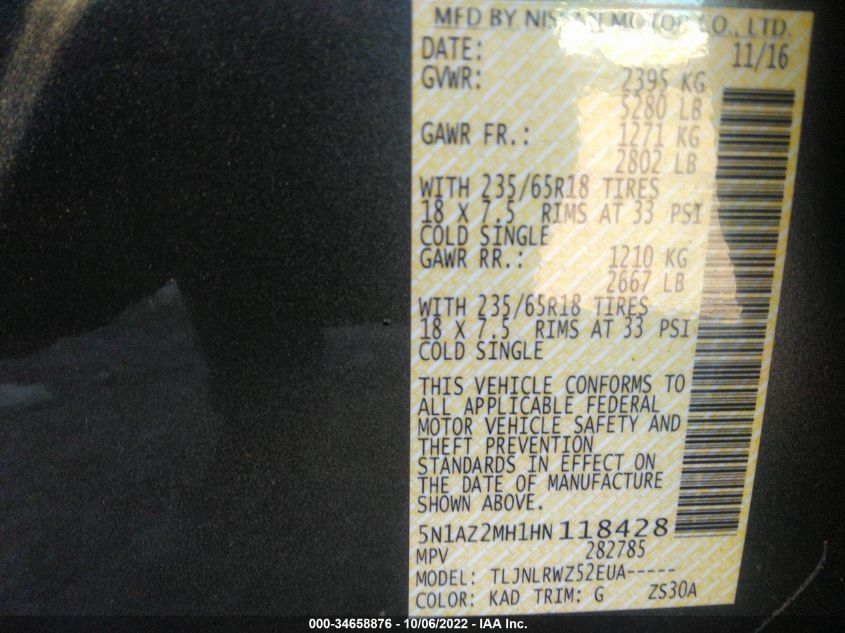 MFD BY NISSAN MOTOR CO., LTD.
DATE: 11/16
GVWR: 2395 KG
5280 LB
GAWR FR.: 1271 KG
2802 LB
WITH 235/65R18 TIRES
18 X 7.5 RIMS AT 33 PSI
COLD SINGLE
GAWR RR.: 1210 KG
2667 LB
WITH 235/65R18 TIRES
18 X 7.5 RIMS AT 33 PSI
COLD SINGLE
THIS VEHICLE CONFORMS TO
ALL APPLICABLE FEDERAL
MOTOR VEHICLE SAFETY AND
THEFT PREVENTION
STANDARDS IN EFFECT ON
THE DATE OF MANUFACTURE
SHOWN ABOVE.
5N1AZ2MH1HN118428
MPV 282785
MODEL: TLJNLRWZ52EUA-----
COLOR: KAD TRIM: G ZS30A
000-34658876 - 10/06/2022 - IAA Inc.